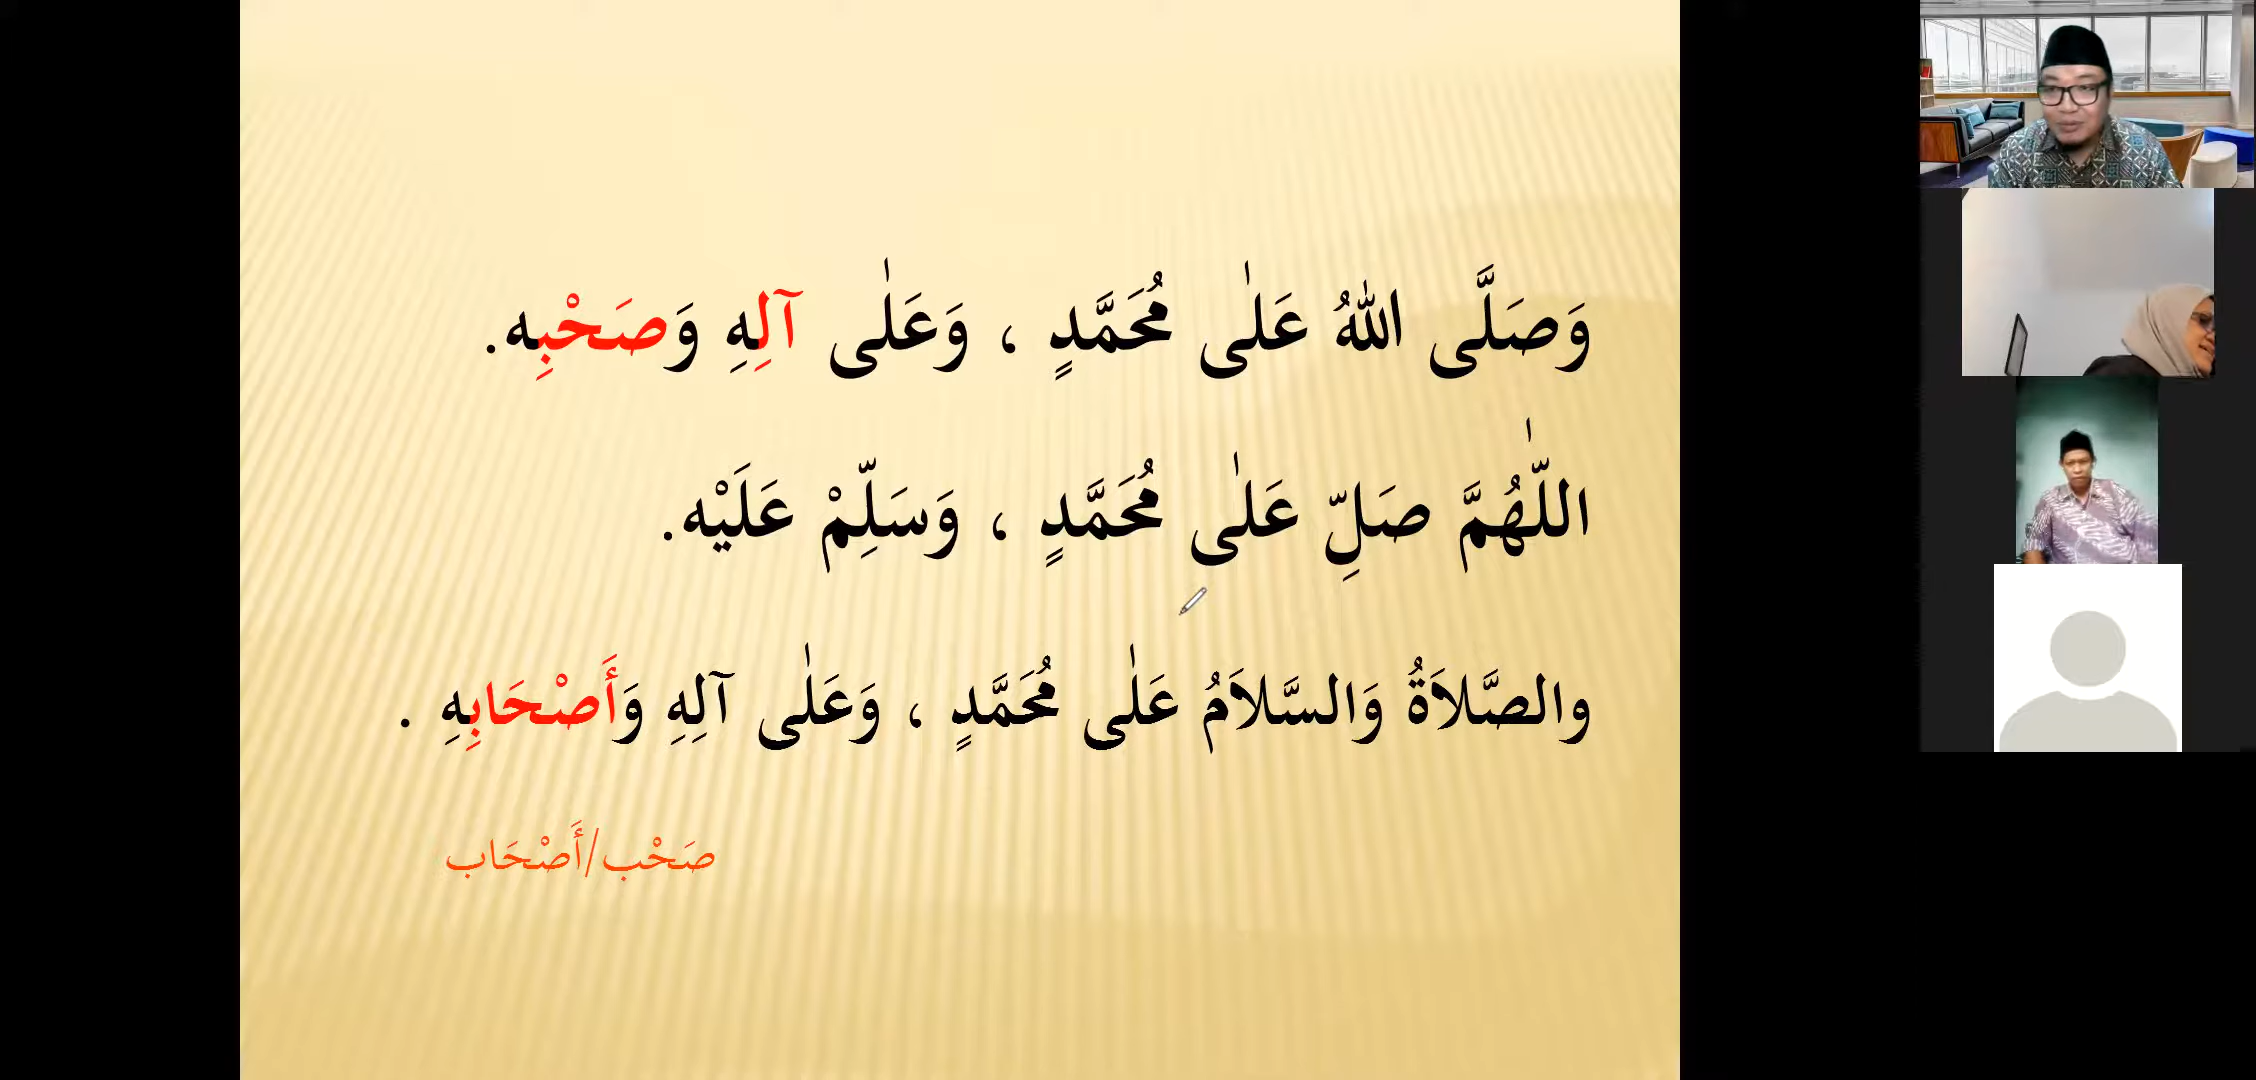 وَصَلَّى اللهُ عَلٰى مُحَمَّدٍ ، وَعَلٰى آلِهِ وَصَحْبِه.
اللّٰهُمَّ صَلِّ عَلٰى مُحَمَّدٍ ، وَسَلِّمْ عَلَيْه.
والصَّلاَةُ وَالسَّلاَمُ عَلٰى مُحَمَّدٍ ، وَعَلٰى آلِهِ وَأَصْحَابِهِ .
صَحْب/أَصْحَاب